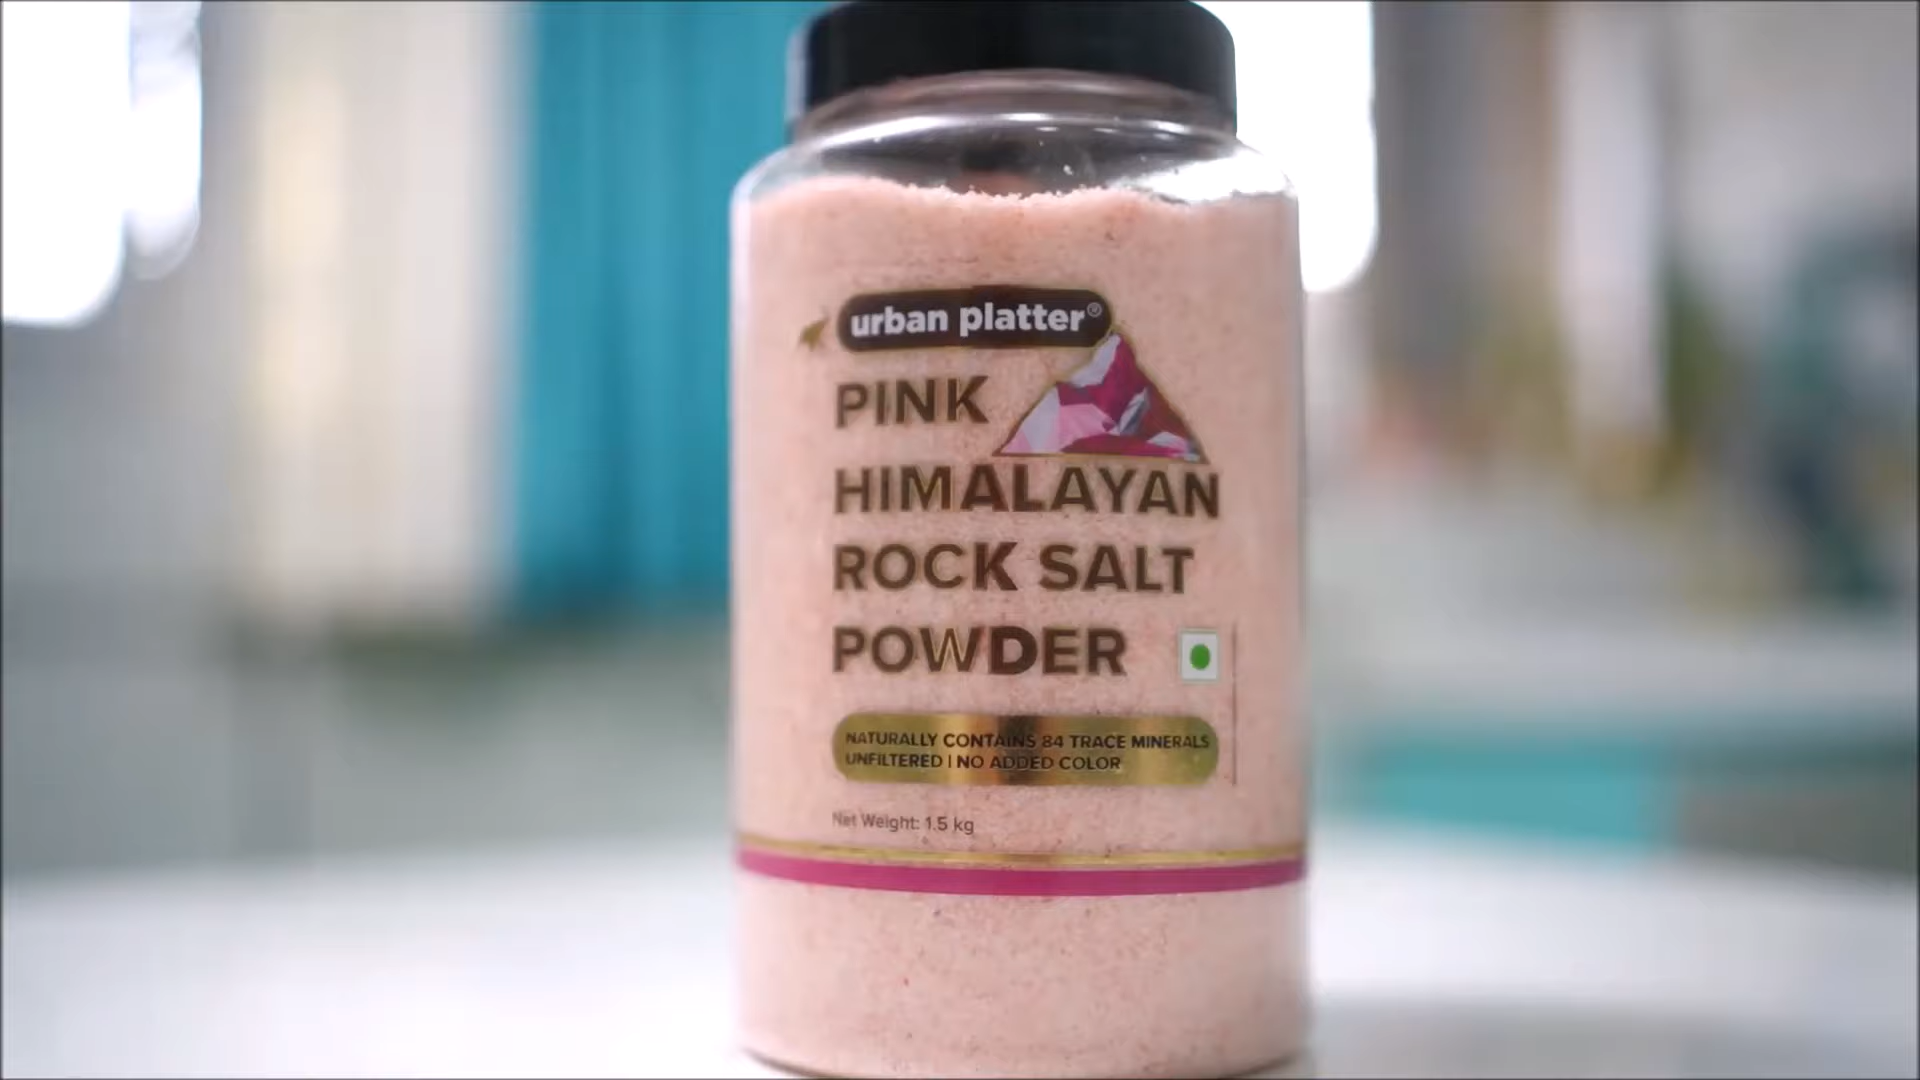 urban platter®
PINK
HIMALAYAN
ROCK SALT
POWDER
NATURALLY CONTAINS 84 TRACE MINERALS
UNFILTERED | NO ADDED COLOR
Net Weight: 1.5 kg